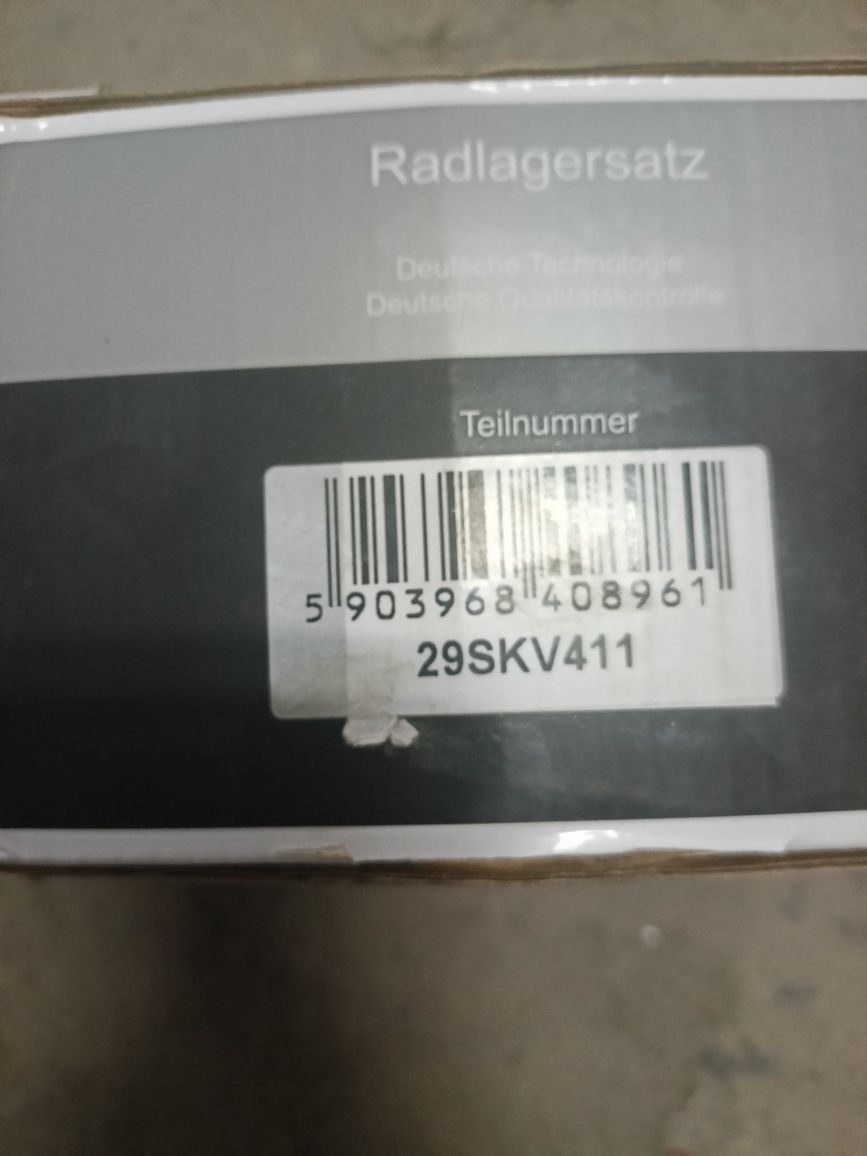 Radlagersatz
Deutsche Technologie
Deutsche Qualitätskontrolle
Teilnummer
5 903968 408961
29SKV411